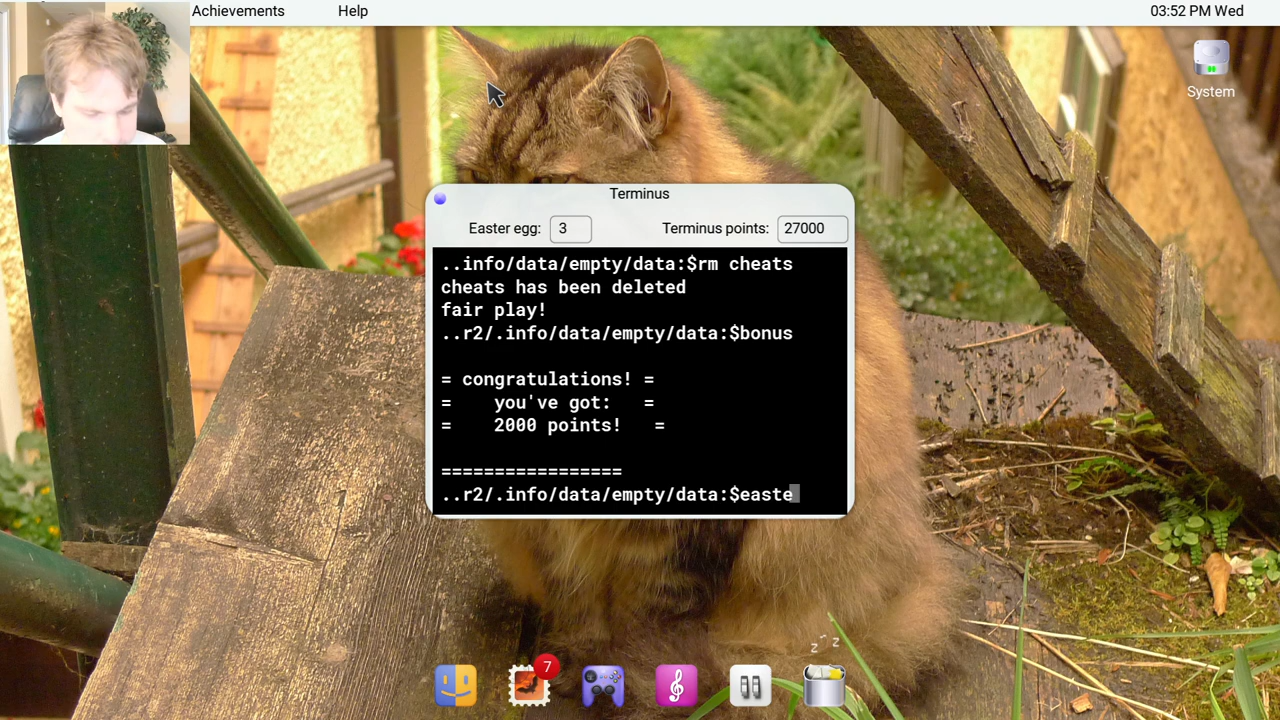 Achievements Help 03:52 PM Wed
System
Terminus
Easter egg: 3 Terminus points: 27000
..info/data/empty/data:$rm cheats
cheats has been deleted
fair play!
..r2/.info/data/empty/data:$bonus
= congratulations! =
= you've got: =
= 2000 points! =
=================
..r2/.info/data/empty/data:$easte
z z z
7